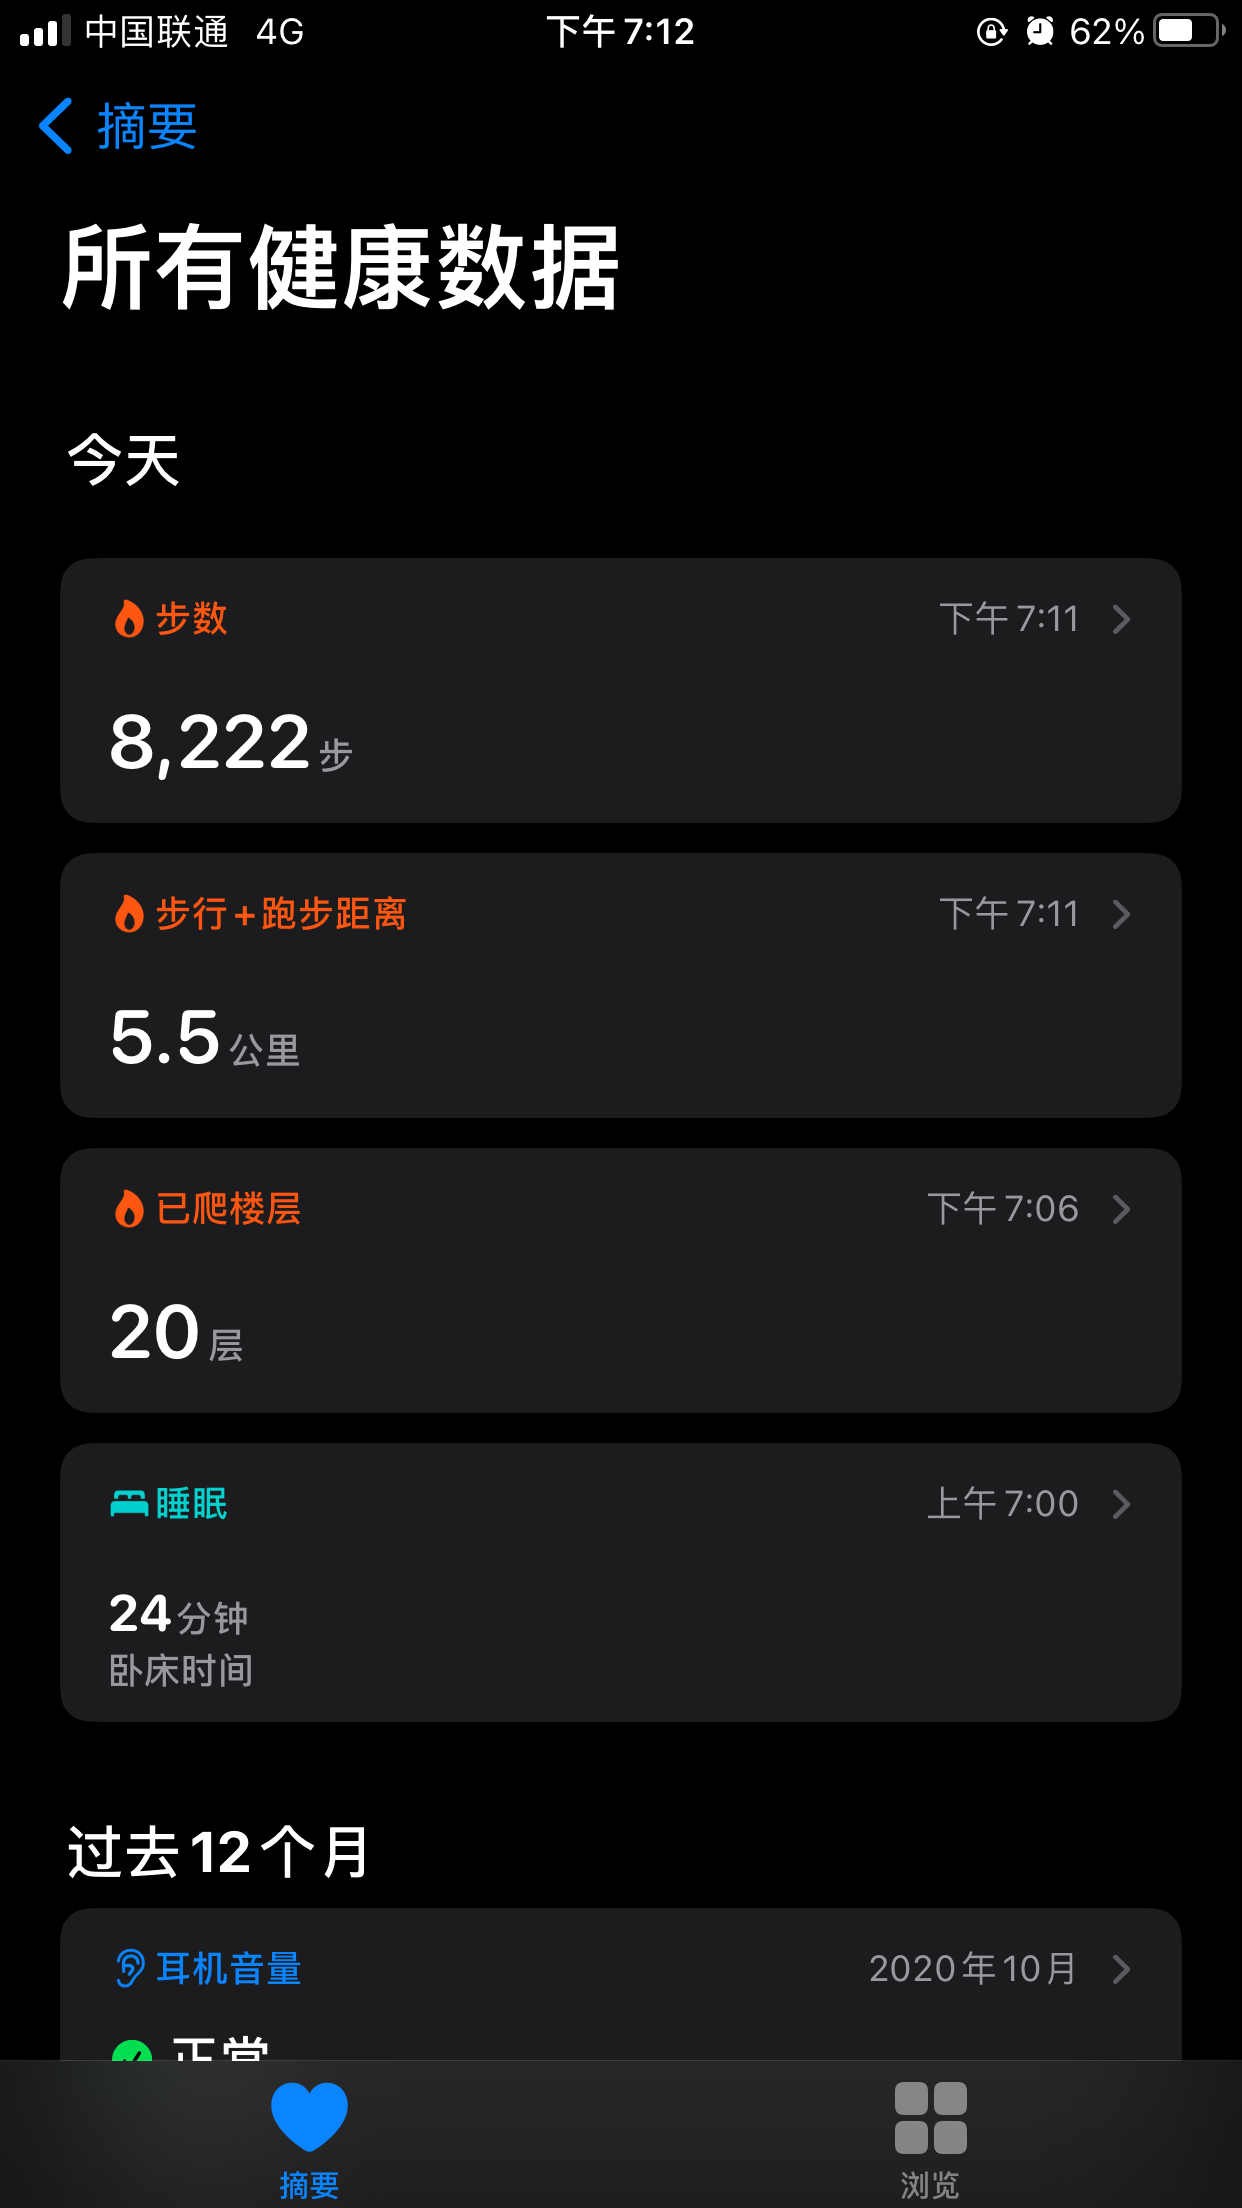 中国联通 4G 下午 7:12 62%
摘要
所有健康数据
今天
步数 下午 7:11
8,222 步
步行+跑步距离 下午 7:11
5.5 公里
已爬楼层 下午 7:06
20 层
睡眠 上午 7:00
24分钟
卧床时间
过去12个月
耳机音量 2020年10月
正常
摘要 浏览